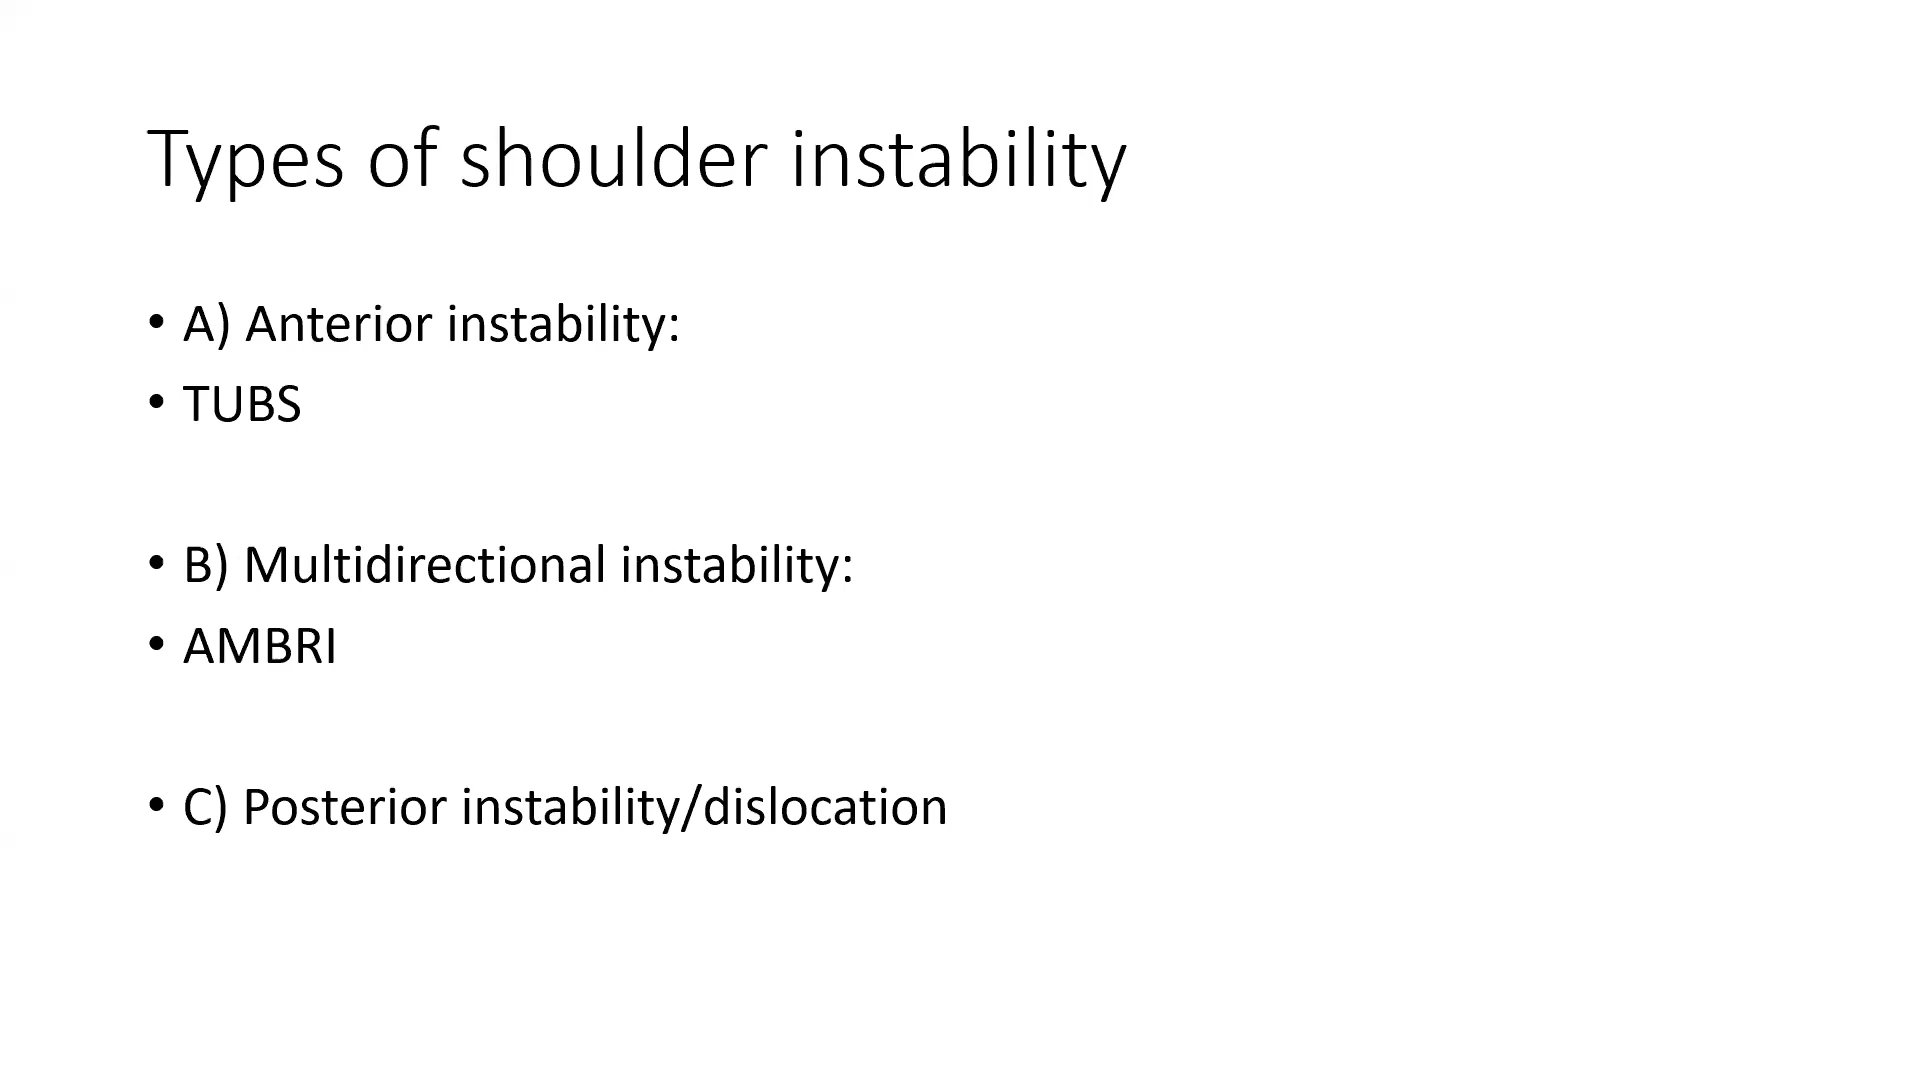 Types of shoulder instability
• A) Anterior instability:
• TUBS
• B) Multidirectional instability:
• AMBRI
• C) Posterior instability/dislocation